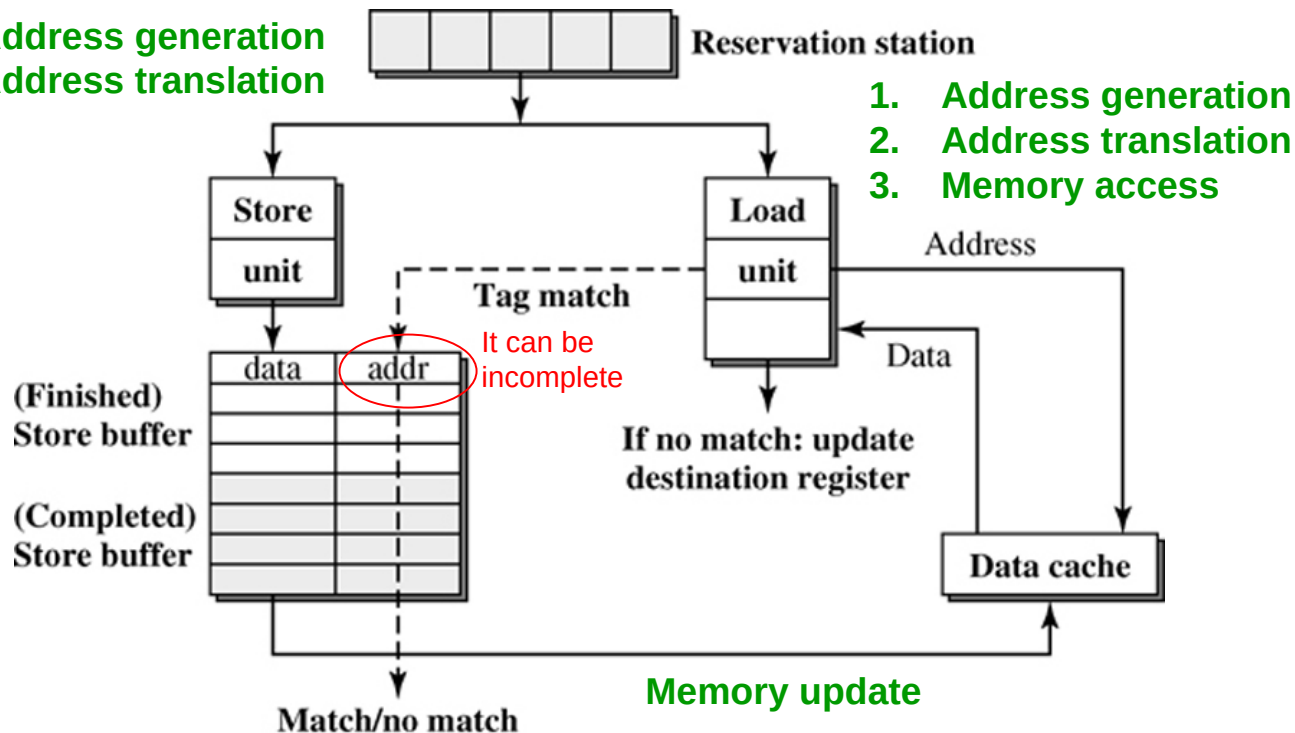 ddress generation
ddress translation
Reservation station
1. Address generation
2. Address translation
3. Memory access
Store
unit
Load
unit
Address
Tag match
It can be
incomplete
Data
data addr
(Finished)
Store buffer
If no match: update
destination register
(Completed)
Store buffer
Data cache
Memory update
Match/no match